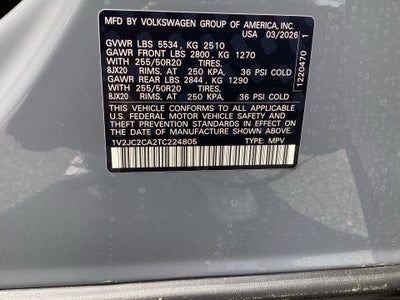 MFD BY VOLKSWAGEN GROUP OF AMERICA, INC.
USA 03/2026
GVWR LBS 5534, KG 2510
GAWR FRONT LBS 2800, KG 1270
WITH 255/50R20 TIRES,
8JX20 RIMS, AT 250 KPA, 36 PSI COLD
GAWR REAR LBS 2844, KG 1290
WITH 255/50R20 TIRES,
8JX20 RIMS, AT 250 KPA, 36 PSI COLD
THIS VEHICLE CONFORMS TO ALL APPLICABLE
U.S. FEDERAL MOTOR VEHICLE SAFETY AND
THEFT PREVENTION STANDARDS IN EFFECT ON
THE DATE OF MANUFACTURE SHOWN ABOVE.
1V2JC2CA2TC224805 TYPE: MPV
1220470 1